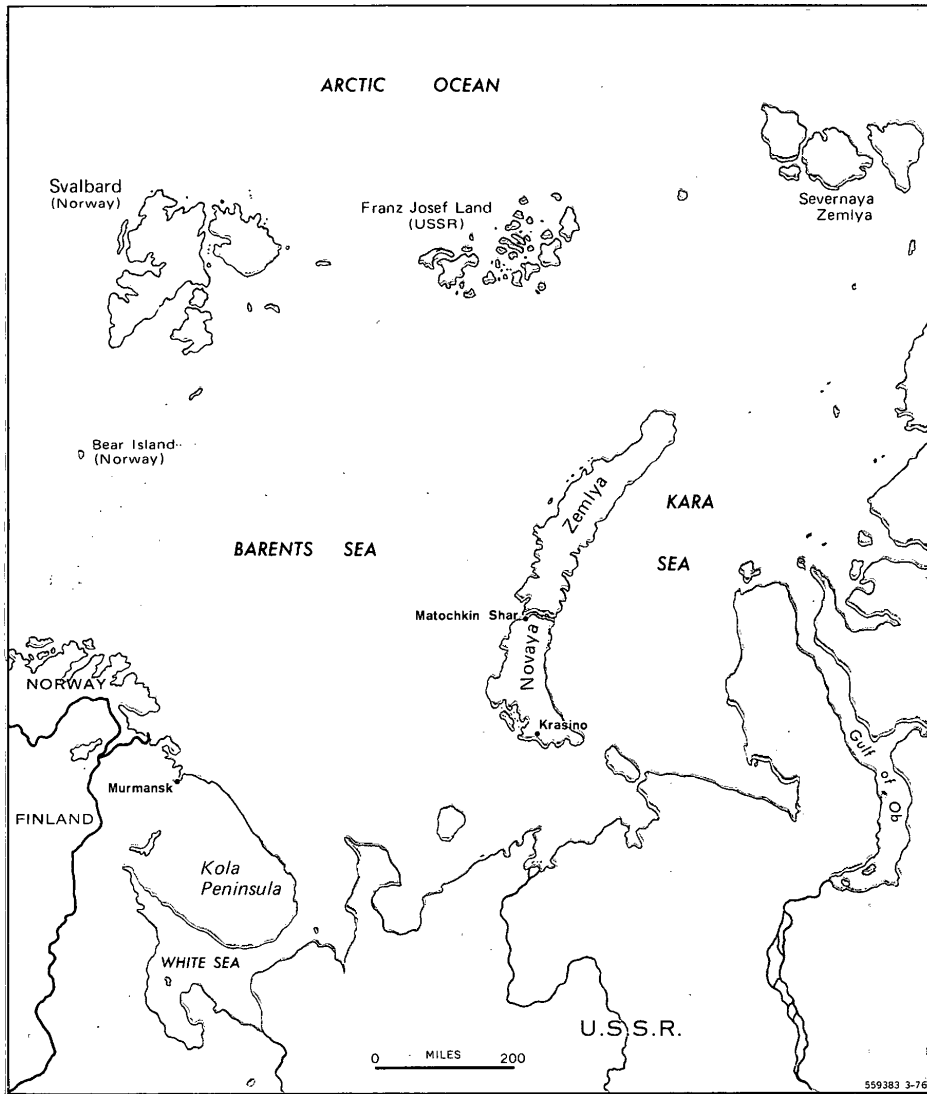 ARCTIC OCEAN
Svalbard
(Norway)
Franz Josef Land
(USSR)
Severnaya
Zemlya
Bear Island
(Norway)
BARENTS SEA
KARA
SEA
Novaya Zemlya
Matochkin Shar
Krasino
NORWAY
Murmansk
FINLAND
Kola
Peninsula
WHITE SEA
Gulf of Ob
U.S.S.R.
0 MILES 200
559383 3-76